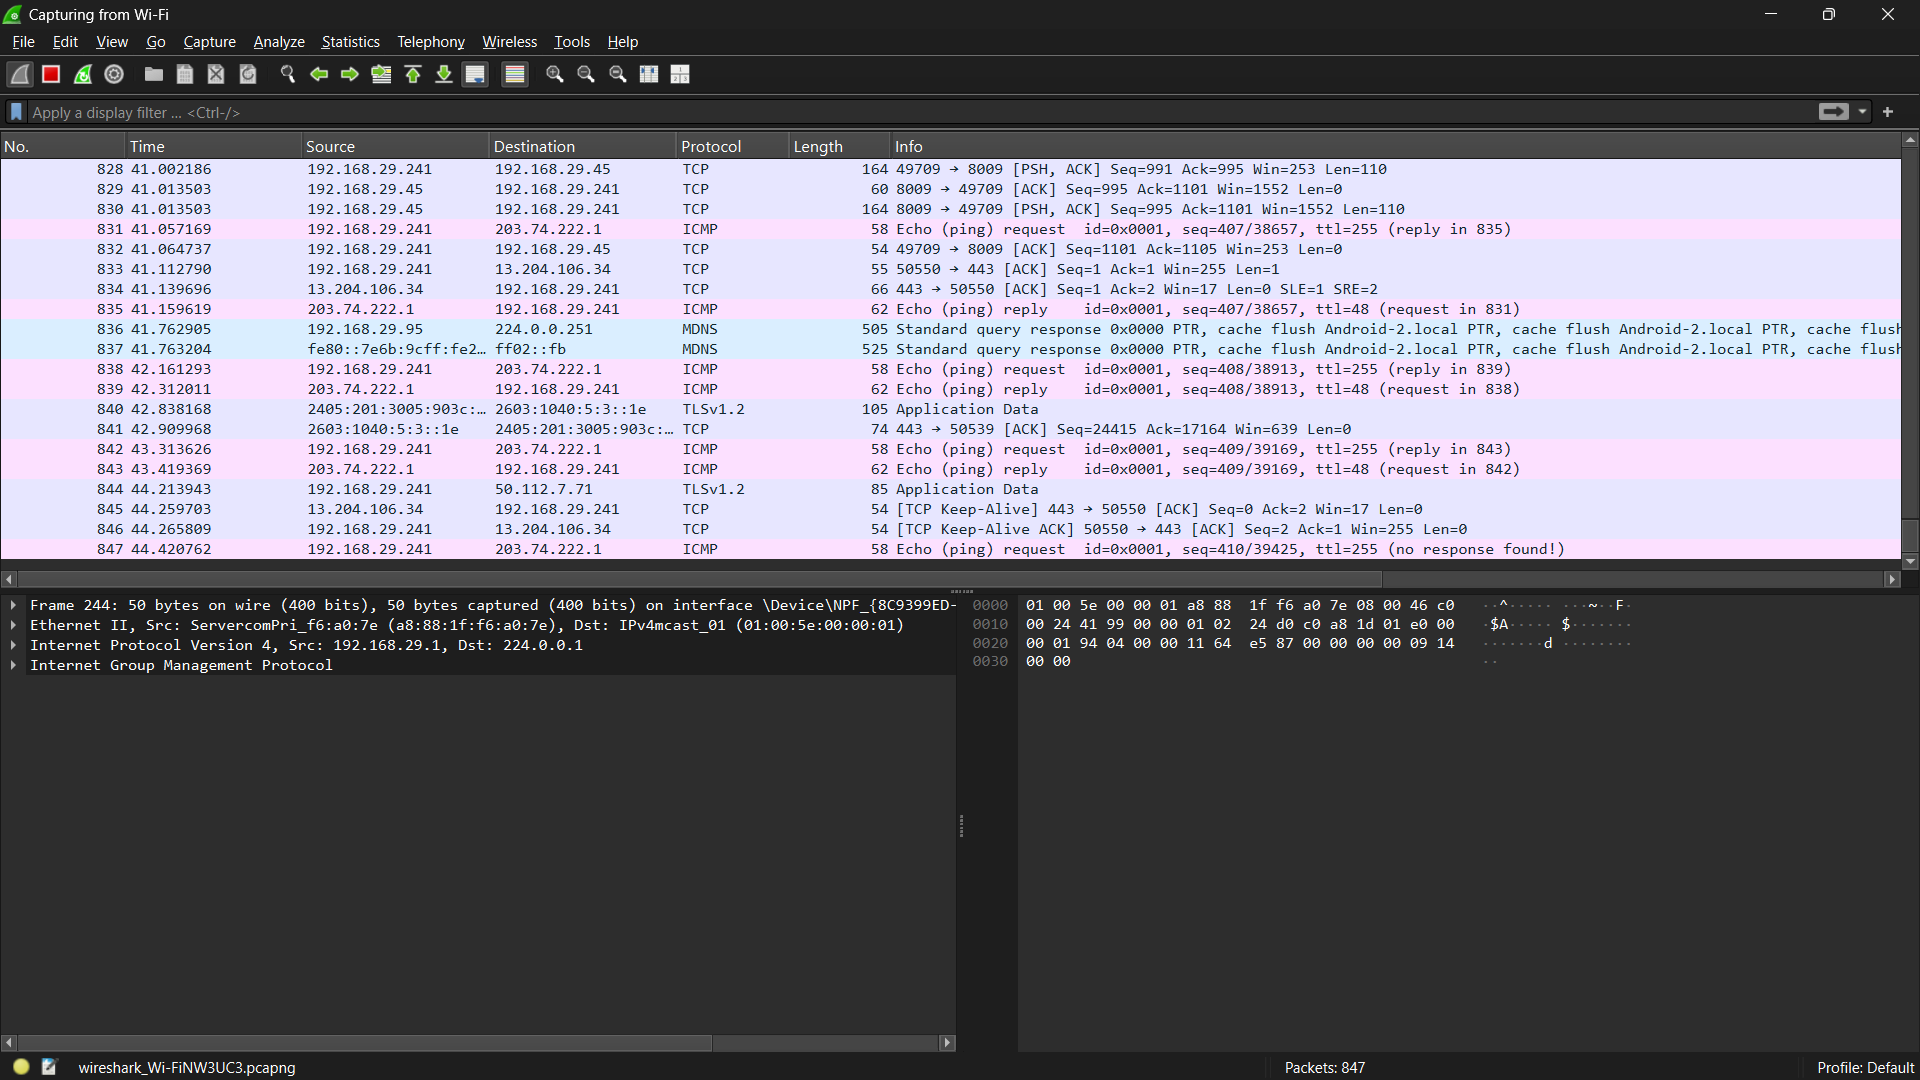 Capturing from Wi-Fi
File Edit View Go Capture Analyze Statistics Telephony Wireless Tools Help
Apply a display filter ... <Ctrl-/>
No. Time Source Destination Protocol Length Info
828 41.002186 192.168.29.241 192.168.29.45 TCP 164 49709 → 8009 [PSH, ACK] Seq=991 Ack=995 Win=253 Len=110
829 41.013503 192.168.29.45 192.168.29.241 TCP 60 8009 → 49709 [ACK] Seq=995 Ack=1101 Win=1552 Len=0
830 41.013503 192.168.29.45 192.168.29.241 TCP 164 8009 → 49709 [PSH, ACK] Seq=995 Ack=1101 Win=1552 Len=110
831 41.057169 192.168.29.241 203.74.222.1 ICMP 58 Echo (ping) request id=0x0001, seq=407/38657, ttl=255 (reply in 835)
832 41.064737 192.168.29.241 192.168.29.45 TCP 54 49709 → 8009 [ACK] Seq=1101 Ack=1105 Win=253 Len=0
833 41.112790 192.168.29.241 13.204.106.34 TCP 55 50550 → 443 [ACK] Seq=1 Ack=1 Win=255 Len=1
834 41.139696 13.204.106.34 192.168.29.241 TCP 66 443 → 50550 [ACK] Seq=1 Ack=2 Win=17 Len=0 SLE=1 SRE=2
835 41.159619 203.74.222.1 192.168.29.241 ICMP 62 Echo (ping) reply id=0x0001, seq=407/38657, ttl=48 (request in 831)
836 41.762905 192.168.29.95 224.0.0.251 MDNS 505 Standard query response 0x0000 PTR, cache flush Android-2.local PTR, cache flush Android-2.local PTR, cache flush
837 41.763204 fe80::7e6b:9cff:fe2… ff02::fb MDNS 525 Standard query response 0x0000 PTR, cache flush Android-2.local PTR, cache flush Android-2.local PTR, cache flush
838 42.161293 192.168.29.241 203.74.222.1 ICMP 58 Echo (ping) request id=0x0001, seq=408/38913, ttl=255 (reply in 839)
839 42.312011 203.74.222.1 192.168.29.241 ICMP 62 Echo (ping) reply id=0x0001, seq=408/38913, ttl=48 (request in 838)
840 42.838168 2405:201:3005:903c:… 2603:1040:5:3::1e TLSv1.2 105 Application Data
841 42.909968 2603:1040:5:3::1e 2405:201:3005:903c:… TCP 74 443 → 50539 [ACK] Seq=24415 Ack=17164 Win=639 Len=0
842 43.313626 192.168.29.241 203.74.222.1 ICMP 58 Echo (ping) request id=0x0001, seq=409/39169, ttl=255 (reply in 843)
843 43.419369 203.74.222.1 192.168.29.241 ICMP 62 Echo (ping) reply id=0x0001, seq=409/39169, ttl=48 (request in 842)
844 44.213943 192.168.29.241 50.112.7.71 TLSv1.2 85 Application Data
845 44.259703 13.204.106.34 192.168.29.241 TCP 54 [TCP Keep-Alive] 443 → 50550 [ACK] Seq=0 Ack=2 Win=17 Len=0
846 44.265809 192.168.29.241 13.204.106.34 TCP 54 [TCP Keep-Alive ACK] 50550 → 443 [ACK] Seq=2 Ack=1 Win=255 Len=0
847 44.420762 192.168.29.241 203.74.222.1 ICMP 58 Echo (ping) request id=0x0001, seq=410/39425, ttl=255 (no response found!)
Frame 244: 50 bytes on wire (400 bits), 50 bytes captured (400 bits) on interface \Device\NPF_{8C9399ED-
Ethernet II, Src: ServercomPri_f6:a0:7e (a8:88:1f:f6:a0:7e), Dst: IPv4mcast_01 (01:00:5e:00:00:01)
Internet Protocol Version 4, Src: 192.168.29.1, Dst: 224.0.0.1
Internet Group Management Protocol
0000 01 00 5e 00 00 01 a8 88 1f f6 a0 7e 08 00 46 c0 ··^····· ···~··F·
0010 00 24 41 99 00 00 01 02 24 d0 c0 a8 1d 01 e0 00 ·$A····· $·······
0020 00 01 94 04 00 00 11 64 e5 87 00 00 00 00 09 14 ·······d ········
0030 00 00 ··
wireshark_Wi-FiNW3UC3.pcapng
Packets: 847
Profile: Default